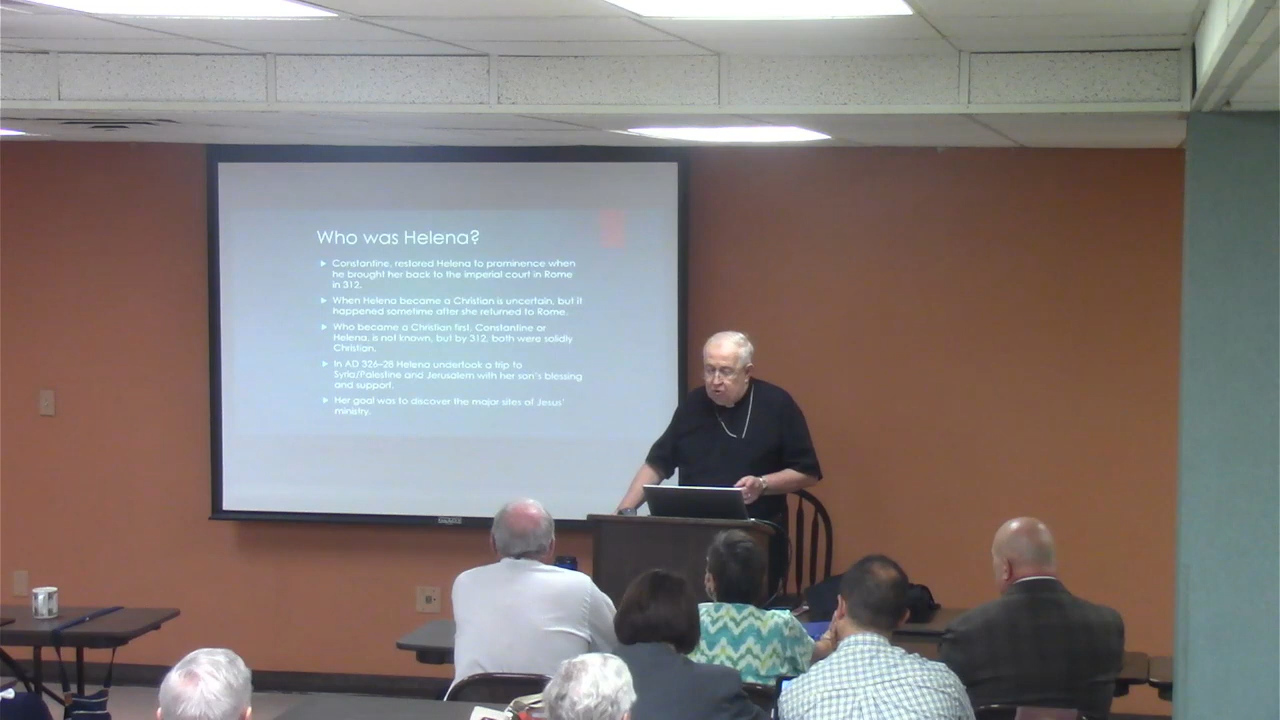 Who was Helena?
Constantine, restored Helena to prominence when
he brought her back to the imperial court in Rome
in 312.
When Helena became a Christian is uncertain, but it
happened sometime after she returned to Rome.
Who became a Christian first, Constantine or
Helena, is not known, but by 312, both were solidly
Christian.
In AD 326-28 Helena undertook a trip to
Syria/Palestine and Jerusalem with her son's blessing
and support.
Her goal was to discover the major sites of Jesus'
ministry.